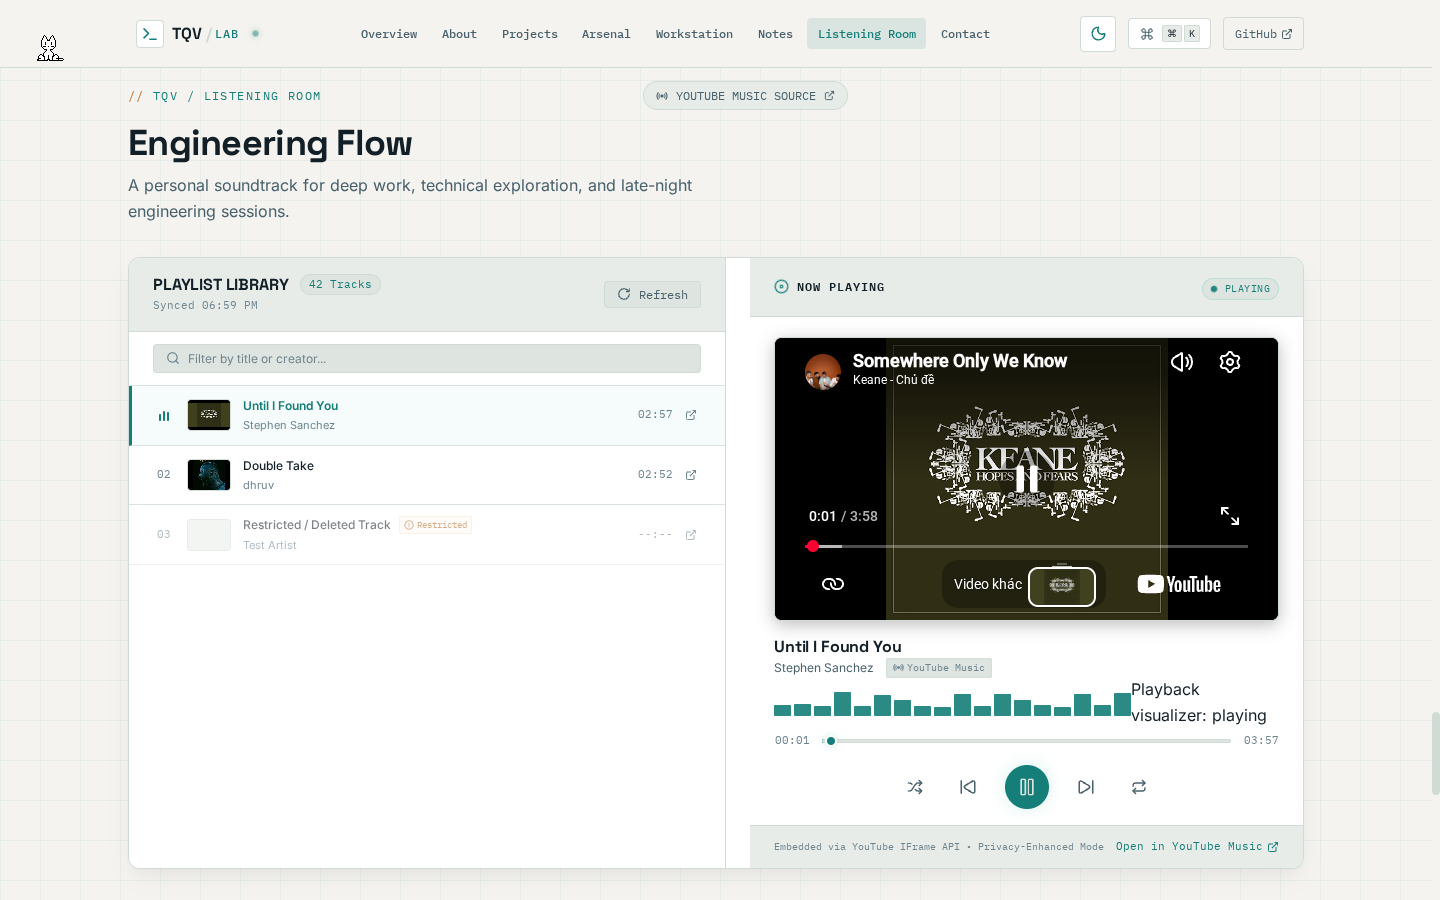 TQV / LAB
Overview
About
Projects
Arsenal
Workstation
Notes
Listening Room
Contact
⌘ ⌘ K
GitHub
// TQV / LISTENING ROOM
YOUTUBE MUSIC SOURCE
Engineering Flow
A personal soundtrack for deep work, technical exploration, and late-night
engineering sessions.
PLAYLIST LIBRARY
42 Tracks
Synced 06:59 PM
Refresh
Filter by title or creator...
Until I Found You
Stephen Sanchez
02:57
02
Double Take
dhruv
02:52
03
Restricted / Deleted Track
Restricted
Test Artist
--:--
NOW PLAYING
PLAYING
Somewhere Only We Know
Keane - Chủ đề
KEANE
HOPES AND FEARS
0:01 / 3:58
Video khác
YouTube
Until I Found You
Stephen Sanchez
YouTube Music
Playback
visualizer: playing
00:01
03:57
Embedded via YouTube IFrame API • Privacy-Enhanced Mode
Open in YouTube Music